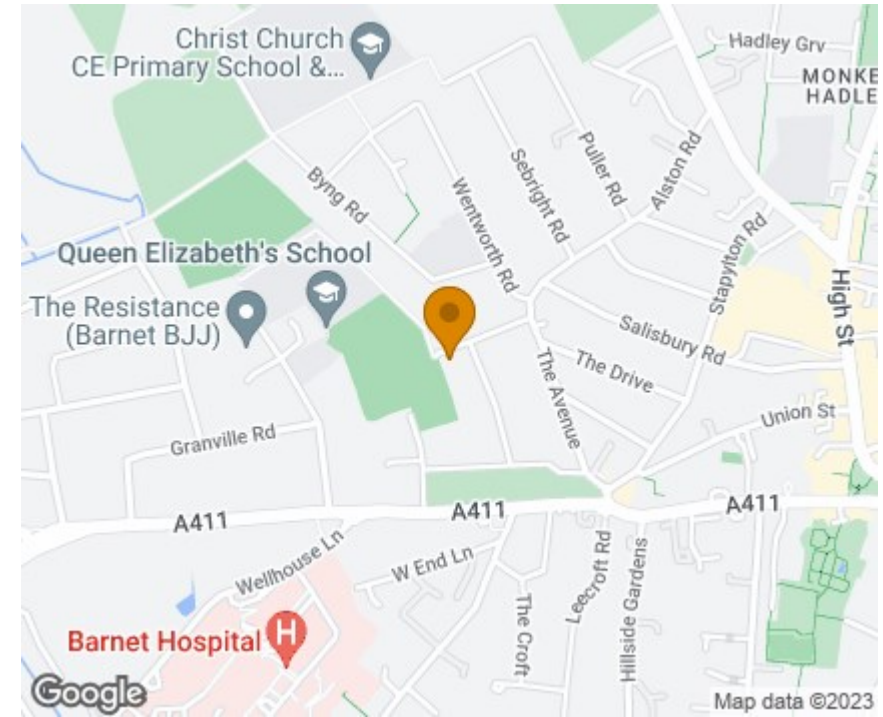 Christ Church
CE Primary School &...
Hadley Grv
MONKE
HADLE
Byng Rd
Wentworth Rd
Sebright Rd
Puller Rd
Alston Rd
Stapylton Rd
High St
Queen Elizabeth's School
The Resistance
(Barnet BJJ)
Salisbury Rd
The Drive
The Avenue
Union St
Granville Rd
A411
A411
A411
Wellhouse Ln
W End Ln
The Croft
Leecroft Rd
Hillside Gardens
Barnet Hospital
H
Google
Map data ©2023